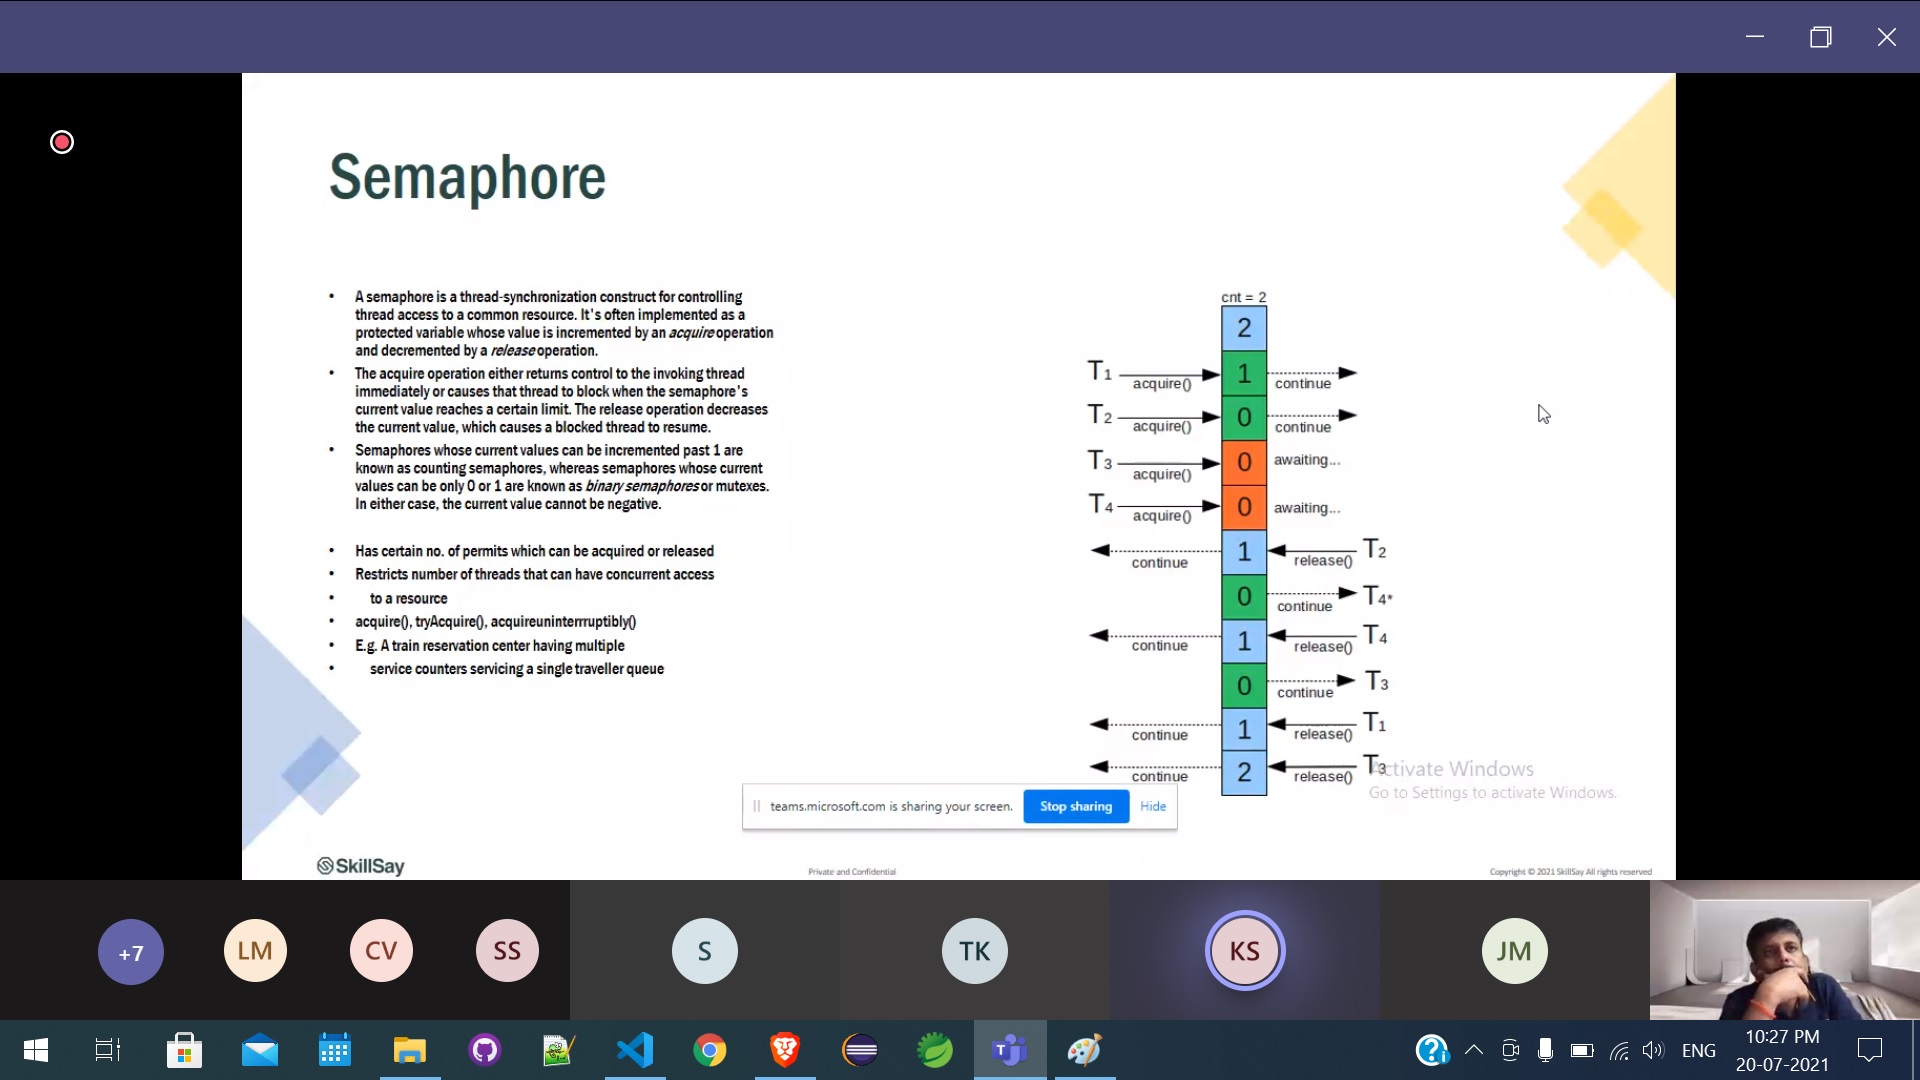 Semaphore
• A semaphore is a thread-synchronization construct for controlling
thread access to a common resource. It's often implemented as a
protected variable whose value is incremented by an acquire operation
and decremented by a release operation.
• The acquire operation either returns control to the invoking thread
immediately or causes that thread to block when the semaphore's
current value reaches a certain limit. The release operation decreases
the current value, which causes a blocked thread to resume.
• Semaphores whose current values can be incremented past 1 are
known as counting semaphores, whereas semaphores whose current
values can be only 0 or 1 are known as binary semaphores or mutexes.
In either case, the current value cannot be negative.
• Has certain no. of permits which can be acquired or released
• Restricts number of threads that can have concurrent access
• to a resource
• acquire(), tryAcquire(), acquireuninterrruptibly()
• E.g. A train reservation center having multiple
• service counters servicing a single traveller queue
cnt = 2
2
T1 acquire() 1 continue
T2 acquire() 0 continue
T3 acquire() 0 awaiting...
T4 acquire() 0 awaiting...
continue 1 release() T2
0 continue T4*
continue 1 release() T4
0 continue T3
continue 1 release() T1
continue 2 release() T3
Activate Windows
Go to Settings to activate Windows.
teams.microsoft.com is sharing your screen. Stop sharing Hide
SkillSay
Private and Confidential
Copyright © 2021 SkillSay All rights reserved
+7 LM CV SS S TK KS JM
ENG
10:27 PM
20-07-2021